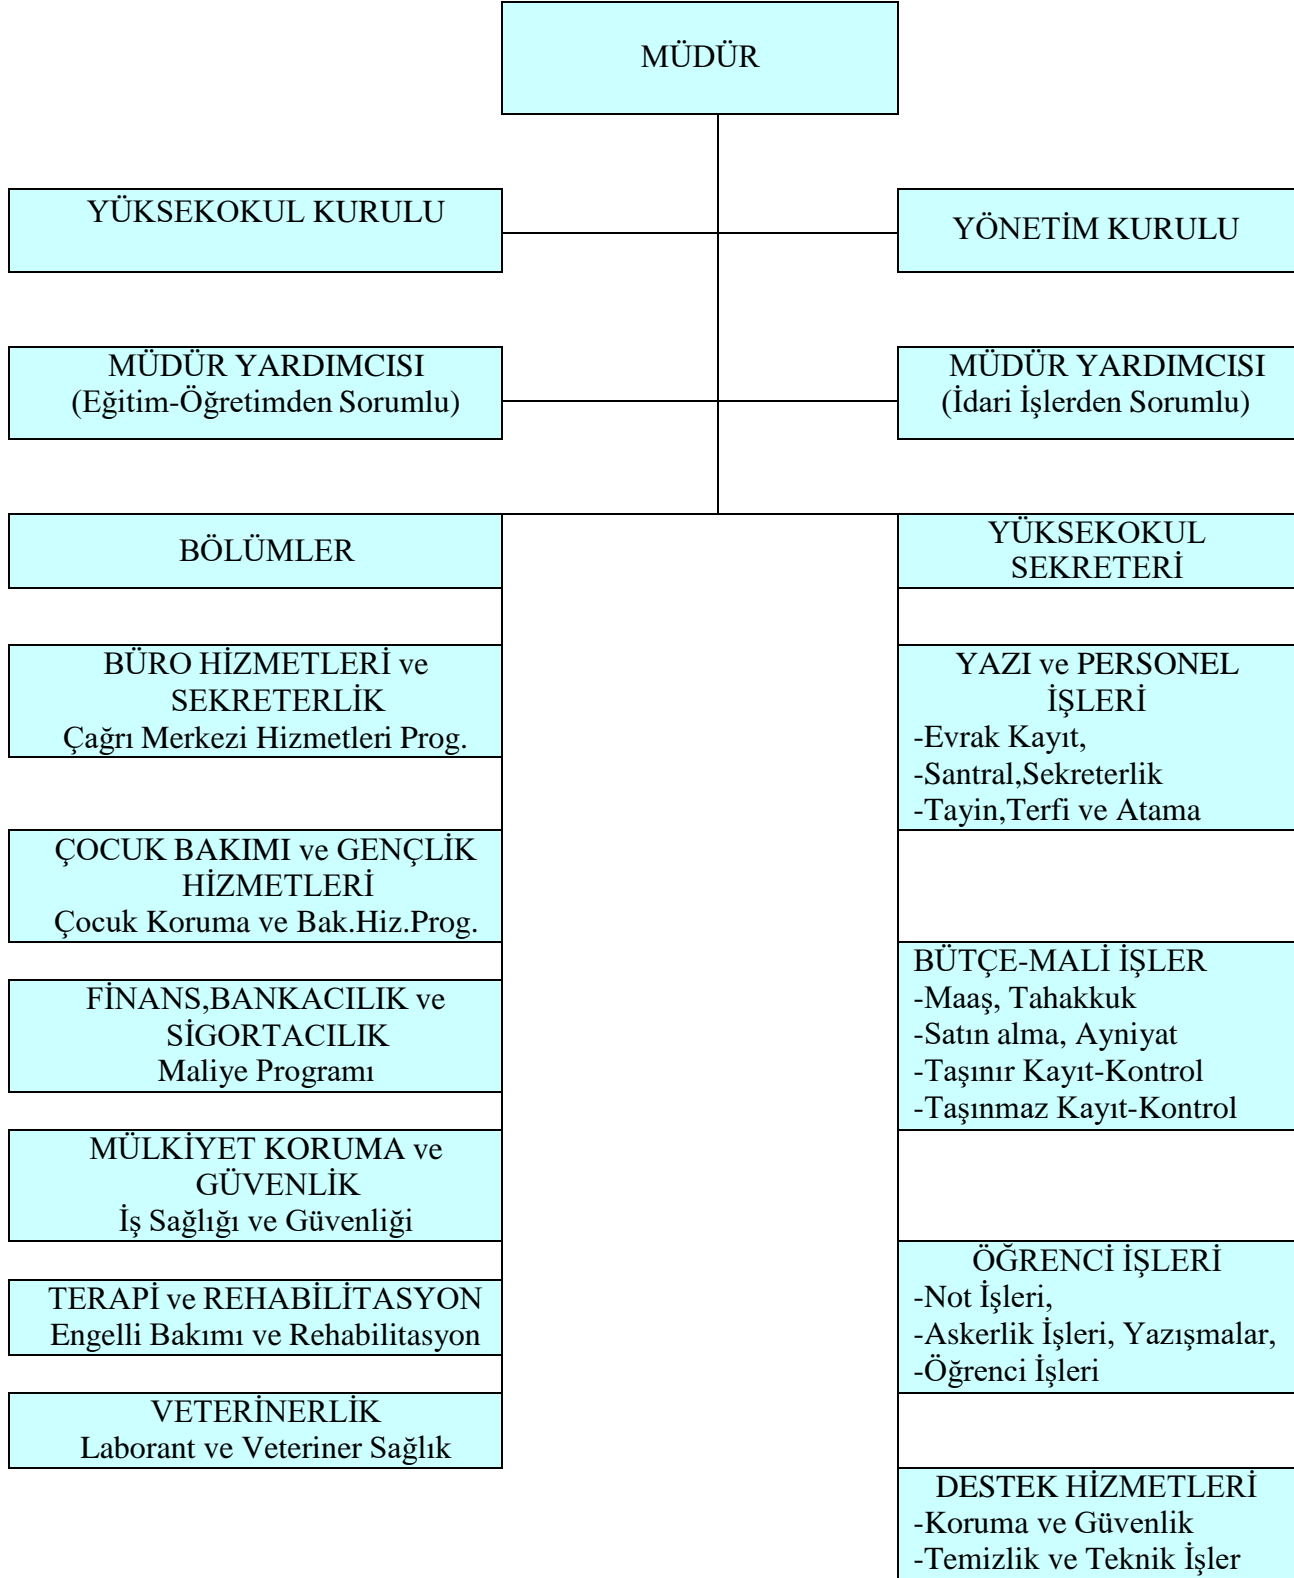 MÜDÜR
YÜKSEKOKUL KURULU
YÖNETİM KURULU
MÜDÜR YARDIMCISI
(Eğitim-Öğretimden Sorumlu)
MÜDÜR YARDIMCISI
(İdari İşlerden Sorumlu)
BÖLÜMLER
YÜKSEKOKUL
SEKRETERİ
BÜRO HİZMETLERİ ve
SEKRETERLİK
Çağrı Merkezi Hizmetleri Prog.
ÇOCUK BAKIMI ve GENÇLİK
HİZMETLERİ
Çocuk Koruma ve Bak.Hiz.Prog.
FİNANS,BANKACILIK ve
SİGORTACILIK
Maliye Programı
MÜLKİYET KORUMA ve
GÜVENLİK
İş Sağlığı ve Güvenliği
TERAPİ ve REHABİLİTASYON
Engelli Bakımı ve Rehabilitasyon
VETERİNERLİK
Laborant ve Veteriner Sağlık
YAZI ve PERSONEL
İŞLERİ
-Evrak Kayıt,
-Santral,Sekreterlik
-Tayin,Terfi ve Atama
BÜTÇE-MALİ İŞLER
-Maaş, Tahakkuk
-Satın alma, Ayniyat
-Taşınır Kayıt-Kontrol
-Taşınmaz Kayıt-Kontrol
ÖĞRENCİ İŞLERİ
-Not İşleri,
-Askerlik İşleri, Yazışmalar,
-Öğrenci İşleri
DESTEK HİZMETLERİ
-Koruma ve Güvenlik
-Temizlik ve Teknik İşler